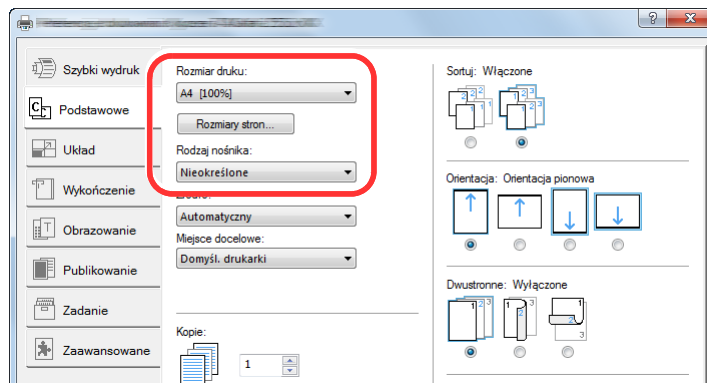 Szybki wydruk
Podstawowe
Układ
Wykończenie
Obrazowanie
Publikowanie
Zadanie
Zaawansowane
Rozmiar druku:
A4 [100%]
Rozmiary stron...
Rodzaj nośnika:
Nieokreślone
Automatyczny
Miejsce docelowe:
Domyśl. drukarki
Kopie:
1
Sortuj: Włączone
Orientacja: Orientacja pionowa
Dwustronne: Wyłączone